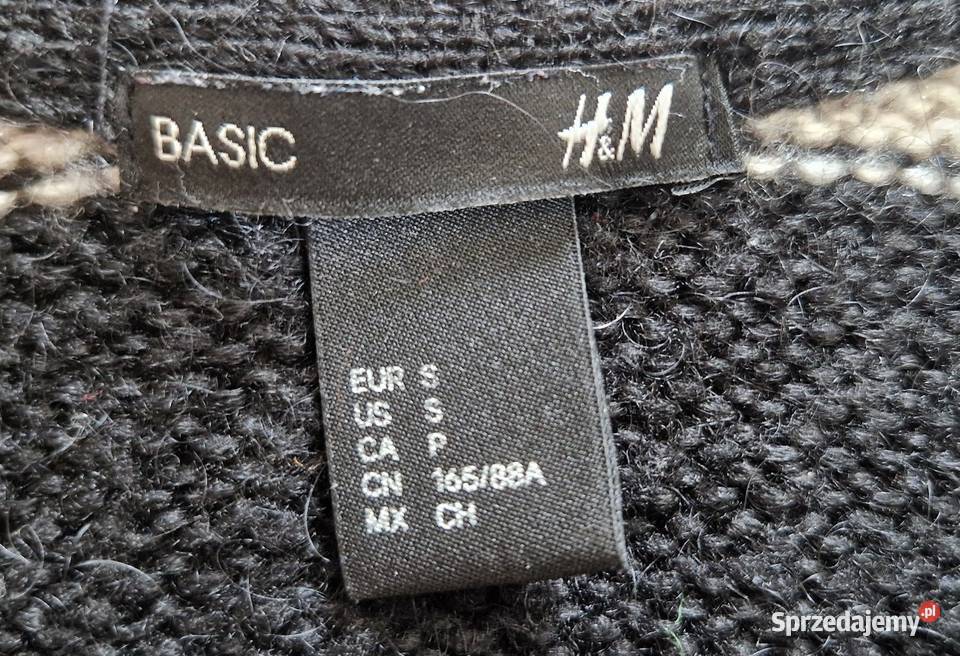 BASIC H&M
EUR S
US S
CA P
CN 165/88A
MX CH
Sprzedajemy.pl